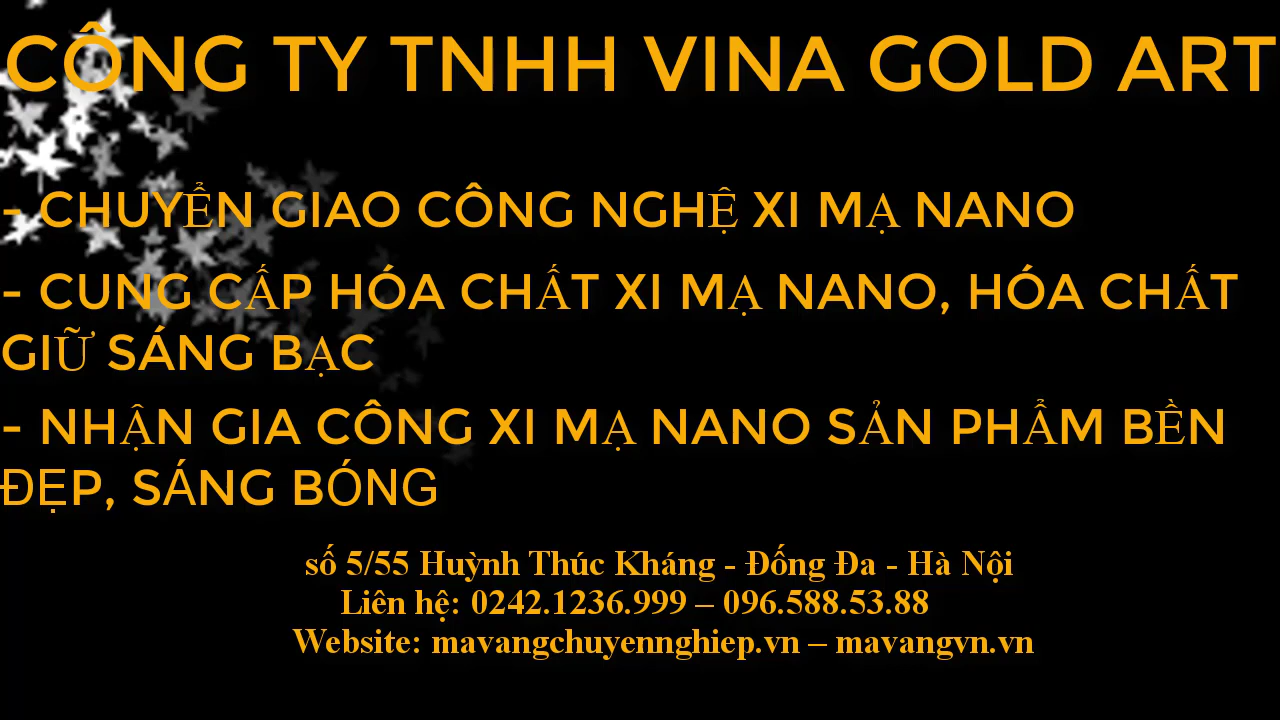 CÔNG TY TNHH VINA GOLD ART
- CHUYỂN GIAO CÔNG NGHỆ XI MẠ NANO
- CUNG CẤP HÓA CHẤT XI MẠ NANO, HÓA CHẤT
GIỮ SÁNG BẠC
- NHẬN GIA CÔNG XI MẠ NANO SẢN PHẨM BỀN
ĐẸP, SÁNG BÓNG
số 5/55 Huỳnh Thúc Kháng - Đống Đa - Hà Nội
Liên hệ: 0242.1236.999 – 096.588.53.88
Website: mavangchuyennghiep.vn – mavangvn.vn